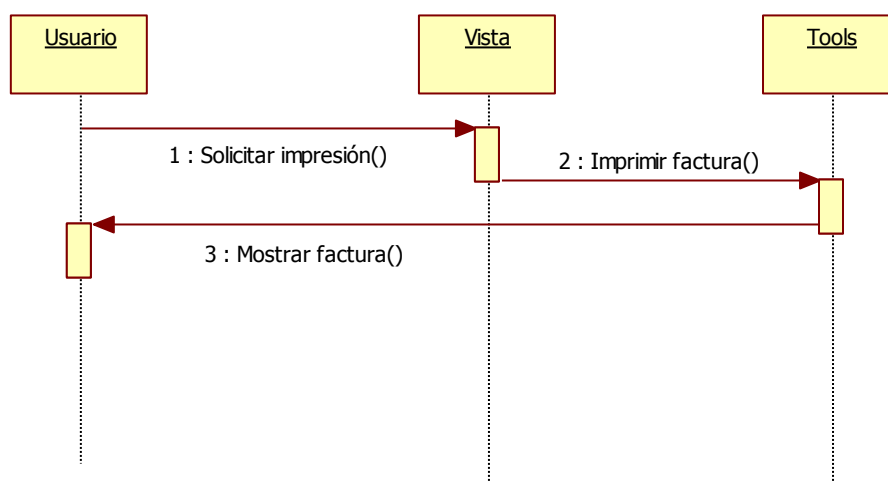 Usuario
Vista
Tools
1 : Solicitar impresión()
2 : Imprimir factura()
3 : Mostrar factura()